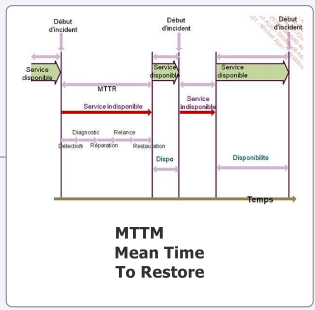 Début
d'incident
Début
d'incident
Début
d'incident
Service
disponible
Service
disponible
Service
disponible
MTTR
Service indisponible
Service
indisponible
Diagnostic
Relance
Détection
Réparation
Restauration
Dispo
Disponibilité
Temps
MTTM
Mean Time
To Restore